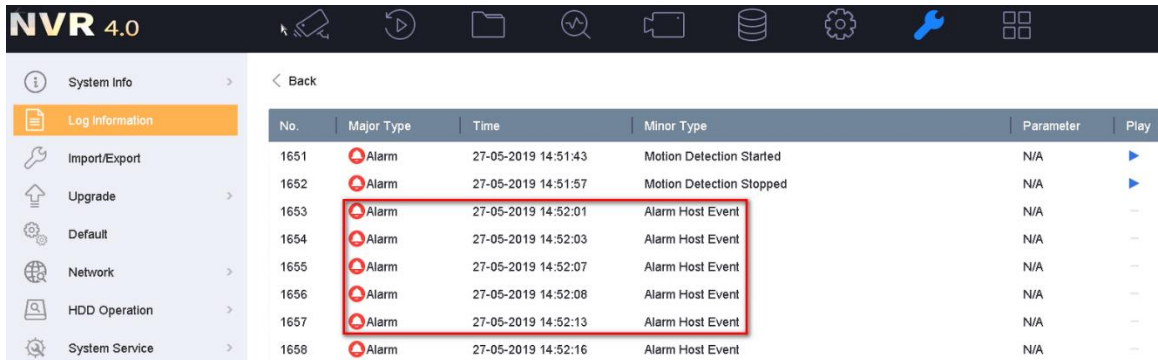 NVR 4.0
System Info
Log Information
Import/Export
Upgrade
Default
Network
HDD Operation
System Service
Back
No. Major Type Time Minor Type Parameter Play
1651 Alarm 27-05-2019 14:51:43 Motion Detection Started N/A
1652 Alarm 27-05-2019 14:51:57 Motion Detection Stopped N/A
1653 Alarm 27-05-2019 14:52:01 Alarm Host Event N/A —
1654 Alarm 27-05-2019 14:52:03 Alarm Host Event N/A —
1655 Alarm 27-05-2019 14:52:07 Alarm Host Event N/A —
1656 Alarm 27-05-2019 14:52:08 Alarm Host Event N/A —
1657 Alarm 27-05-2019 14:52:13 Alarm Host Event N/A —
1658 Alarm 27-05-2019 14:52:16 Alarm Host Event N/A —